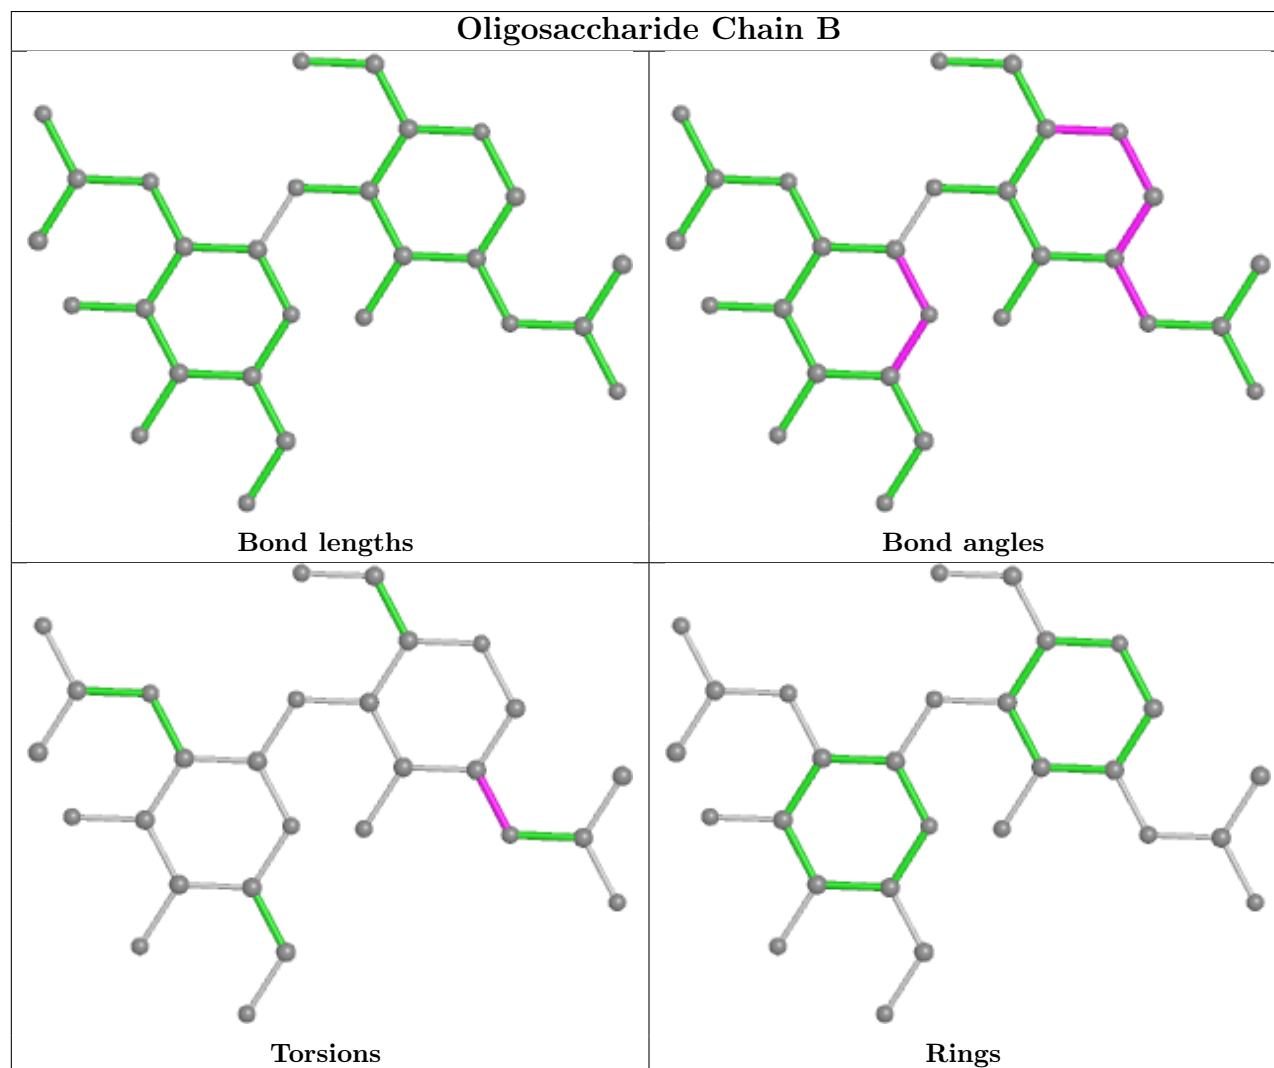 Oligosaccharide Chain B
Bond lengths
Bond angles
Torsions
Rings